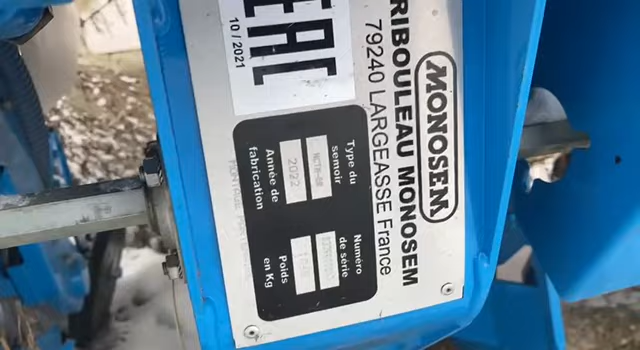 MONOSEM
RIBOULEAU MONOSEM
79240 LARGEASSE France
Type du
semoir
Numéro
de série
Année de
fabrication
2022
Poids
en Kg
EAC
10 / 2021